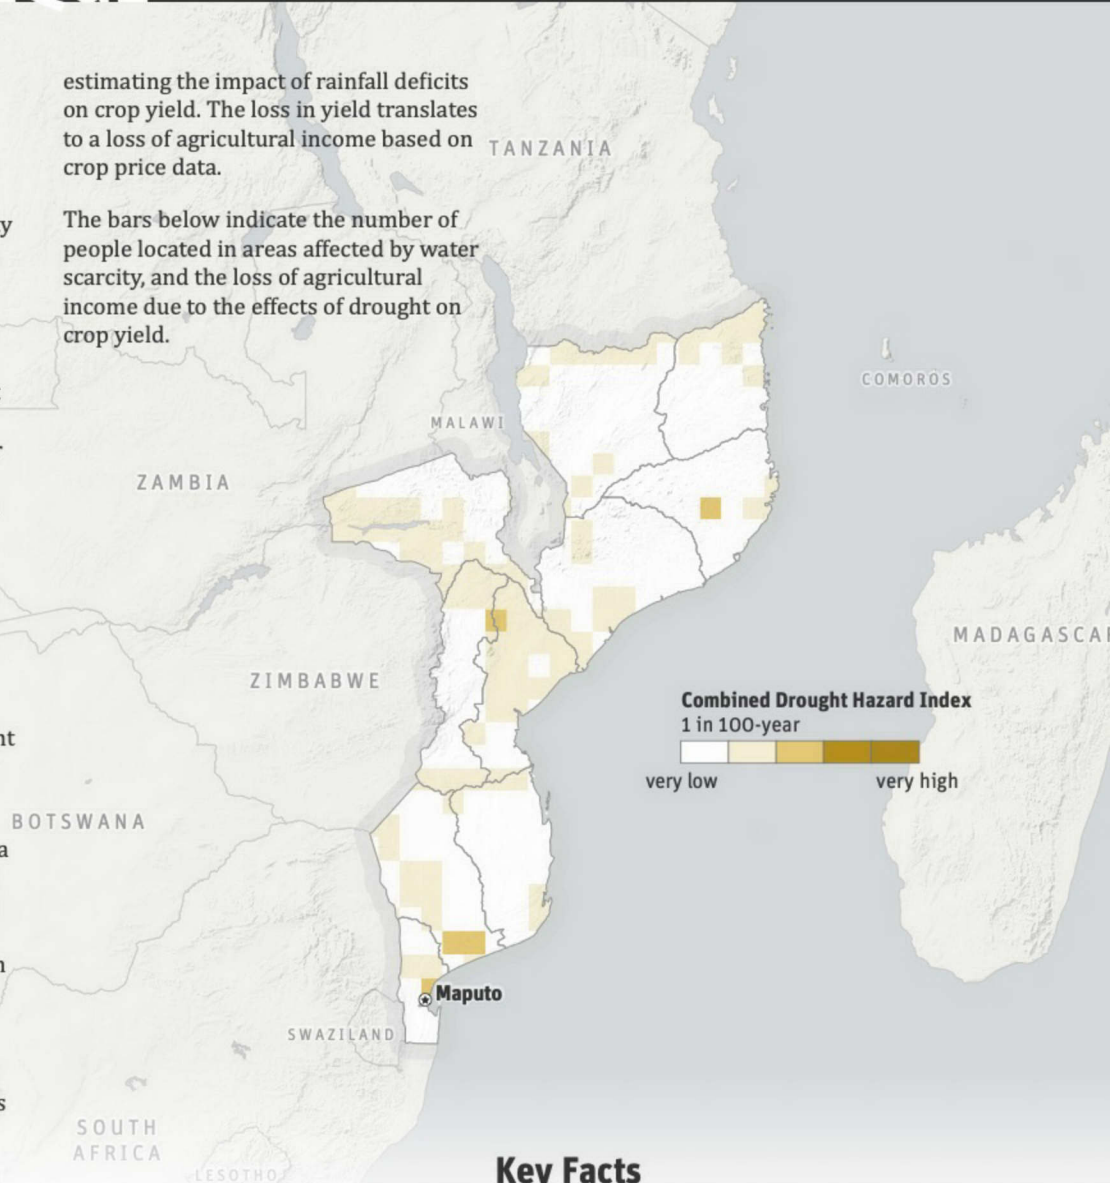 estimating the impact of rainfall deficits
on crop yield. The loss in yield translates
to a loss of agricultural income based on
crop price data.
The bars below indicate the number of
people located in areas affected by water
scarcity, and the loss of agricultural
income due to the effects of drought on
crop yield.
TANZANIA
COMOROS
MALAWI
ZAMBIA
MADAGASCAR
ZIMBABWE
Combined Drought Hazard Index
1 in 100-year
very low
very high
BOTSWANA
Maputo
SWAZILAND
SOUTH
AFRICA
LESOTHO
Key Facts